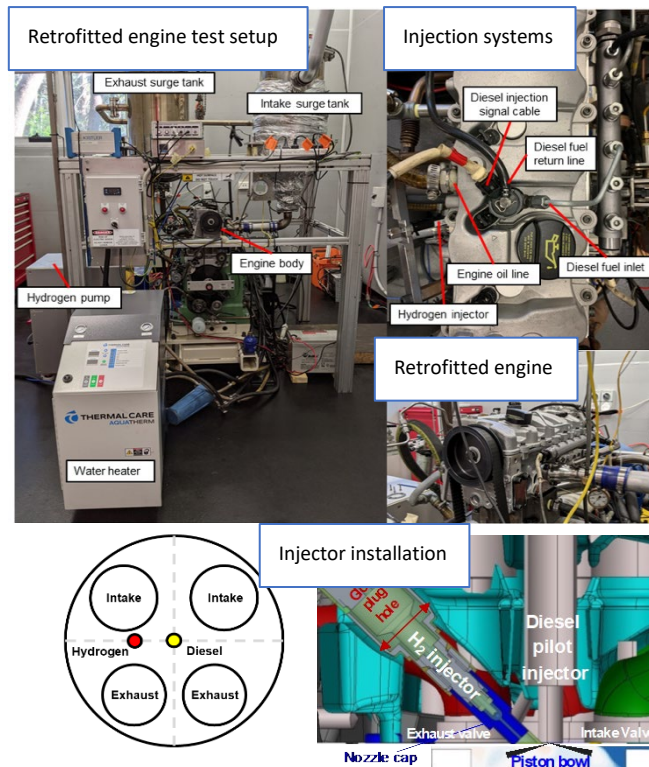 Retrofitted engine test setup
Exhaust surge tank
Intake surge tank
Engine body
Hydrogen pump
THERMAL CARE
AQUATHERM
Water heater
Injection systems
Diesel injection
signal cable
Diesel fuel
return line
Engine oil line
Diesel fuel inlet
Hydrogen injector
Retrofitted engine
Injector installation
Intake
Intake
Hydrogen
Diesel
Exhaust
Exhaust
plug
hole
H2 injector
Diesel
pilot
injector
Exhaust valve
Intake Valv
Nozzle cap
Piston bowl